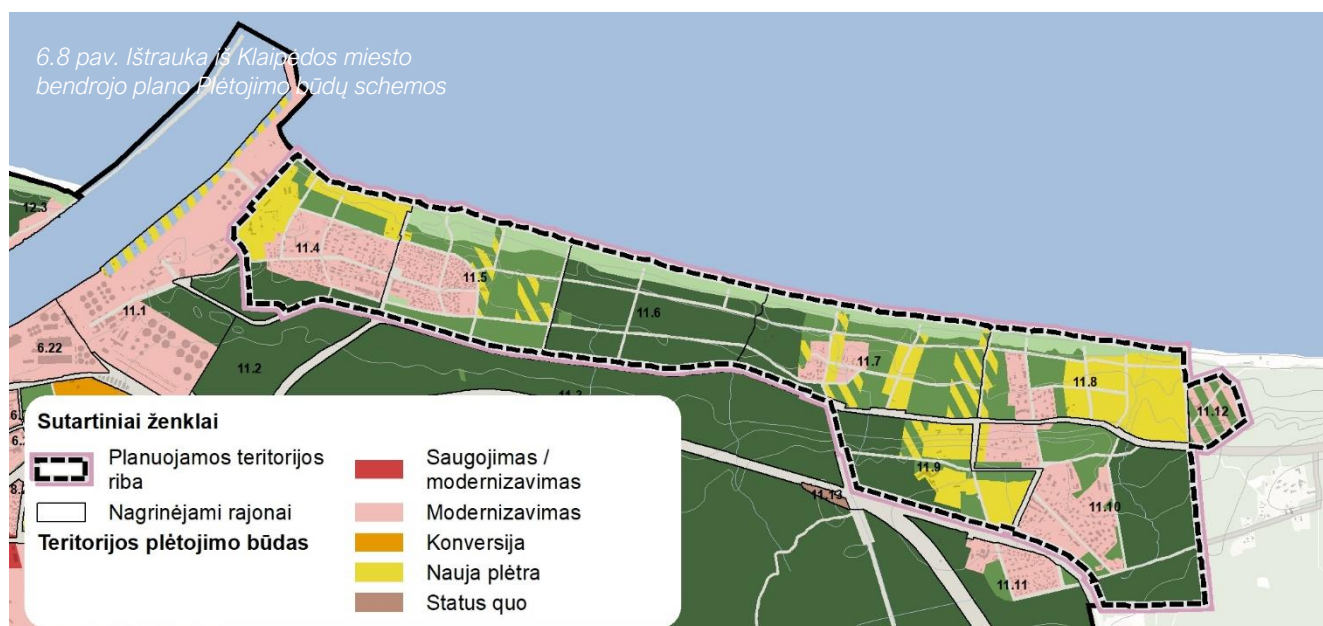 6.8 pav. Ištrauka iš Klaipėdos miesto
bendrojo plano Plėtojimo būdų schemos
12.3
11.4
11.5
11.6
11.1
11.7
6.22
11.2
11.8
11.12
11.9
11.13
11.10
11.11
Sutartiniai ženklai
Planuojamos teritorijos
riba
Nagrinėjami rajonai
Teritorijos plėtojimo būdas
Saugojimas /
modernizavimas
Modernizavimas
Konversija
Nauja plėtra
Status quo